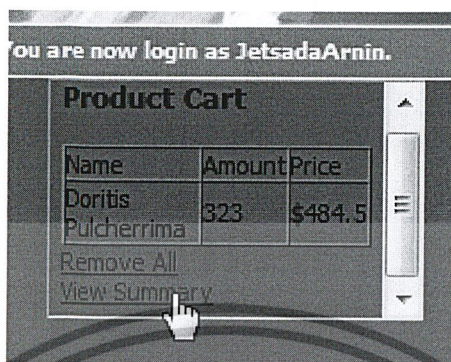 You are now login as JetsadaArnin.
Product Cart
Name Amount Price
Doritis
Pulcherrima 323 $484.5
Remove All
View Summary